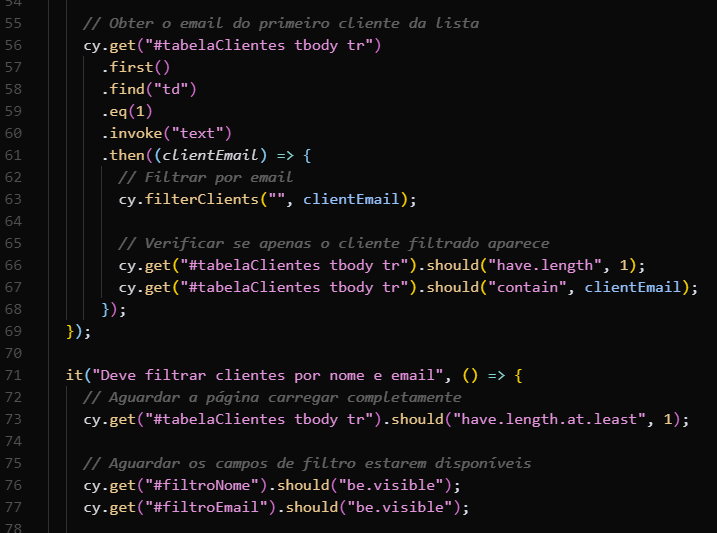 54
55 // Obter o email do primeiro cliente da lista
56 cy.get("#tabelaClientes tbody tr")
57 .first()
58 .find("td")
59 .eq(1)
60 .invoke("text")
61 .then((clientEmail) => {
62 // Filtrar por email
63 cy.filterClients("", clientEmail);
64
65 // Verificar se apenas o cliente filtrado aparece
66 cy.get("#tabelaClientes tbody tr").should("have.length", 1);
67 cy.get("#tabelaClientes tbody tr").should("contain", clientEmail);
68 });
69 });
70
71 it("Deve filtrar clientes por nome e email", () => {
72 // Aguardar a página carregar completamente
73 cy.get("#tabelaClientes tbody tr").should("have.length.at.least", 1);
74
75 // Aguardar os campos de filtro estarem disponíveis
76 cy.get("#filtroNome").should("be.visible");
77 cy.get("#filtroEmail").should("be.visible");
78